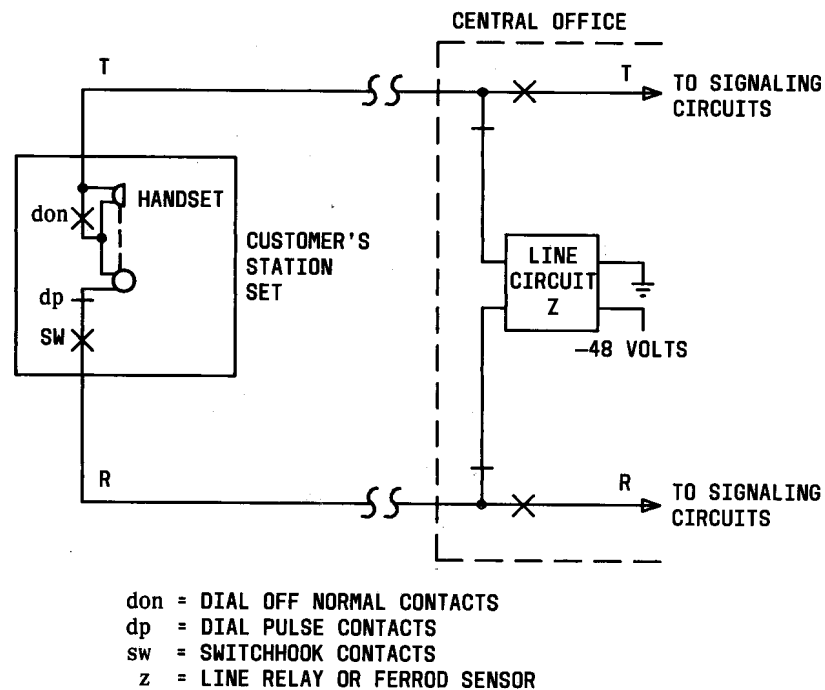 CENTRAL OFFICE
T
T
TO SIGNALING
CIRCUITS
HANDSET
don
CUSTOMER'S
STATION
SET
dp
SW
LINE
CIRCUIT
Z
–48 VOLTS
R
R
TO SIGNALING
CIRCUITS
don = DIAL OFF NORMAL CONTACTS
dp = DIAL PULSE CONTACTS
sw = SWITCHHOOK CONTACTS
z = LINE RELAY OR FERROD SENSOR